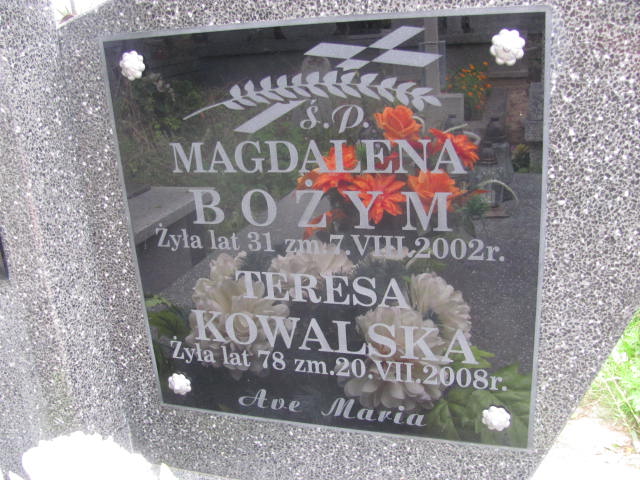 ś.p.
MAGDALENA
BOŻYM
Żyła lat 31 zm.7.VIII.2002r.
TERESA
KOWALSKA
Żyła lat 78 zm.20.VII.2008r.
Ave Maria